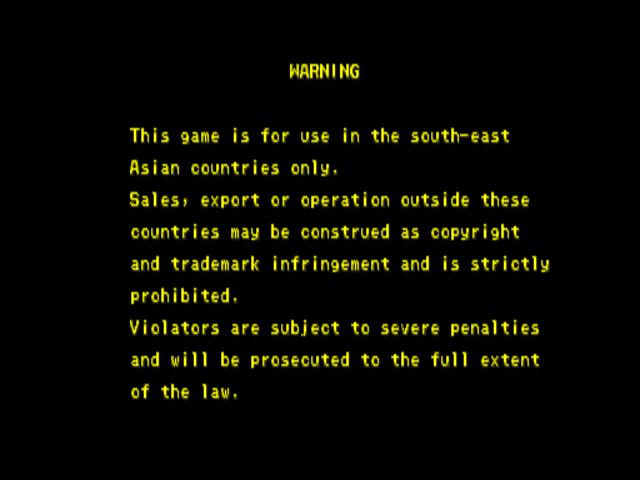 WARNING
This game is for use in the south-east
Asian countries only.
Sales, export or operation outside these
countries may be construed as copyright
and trademark infringement and is strictly
prohibited.
Violators are subject to severe penalties
and will be prosecuted to the full extent
of the law.